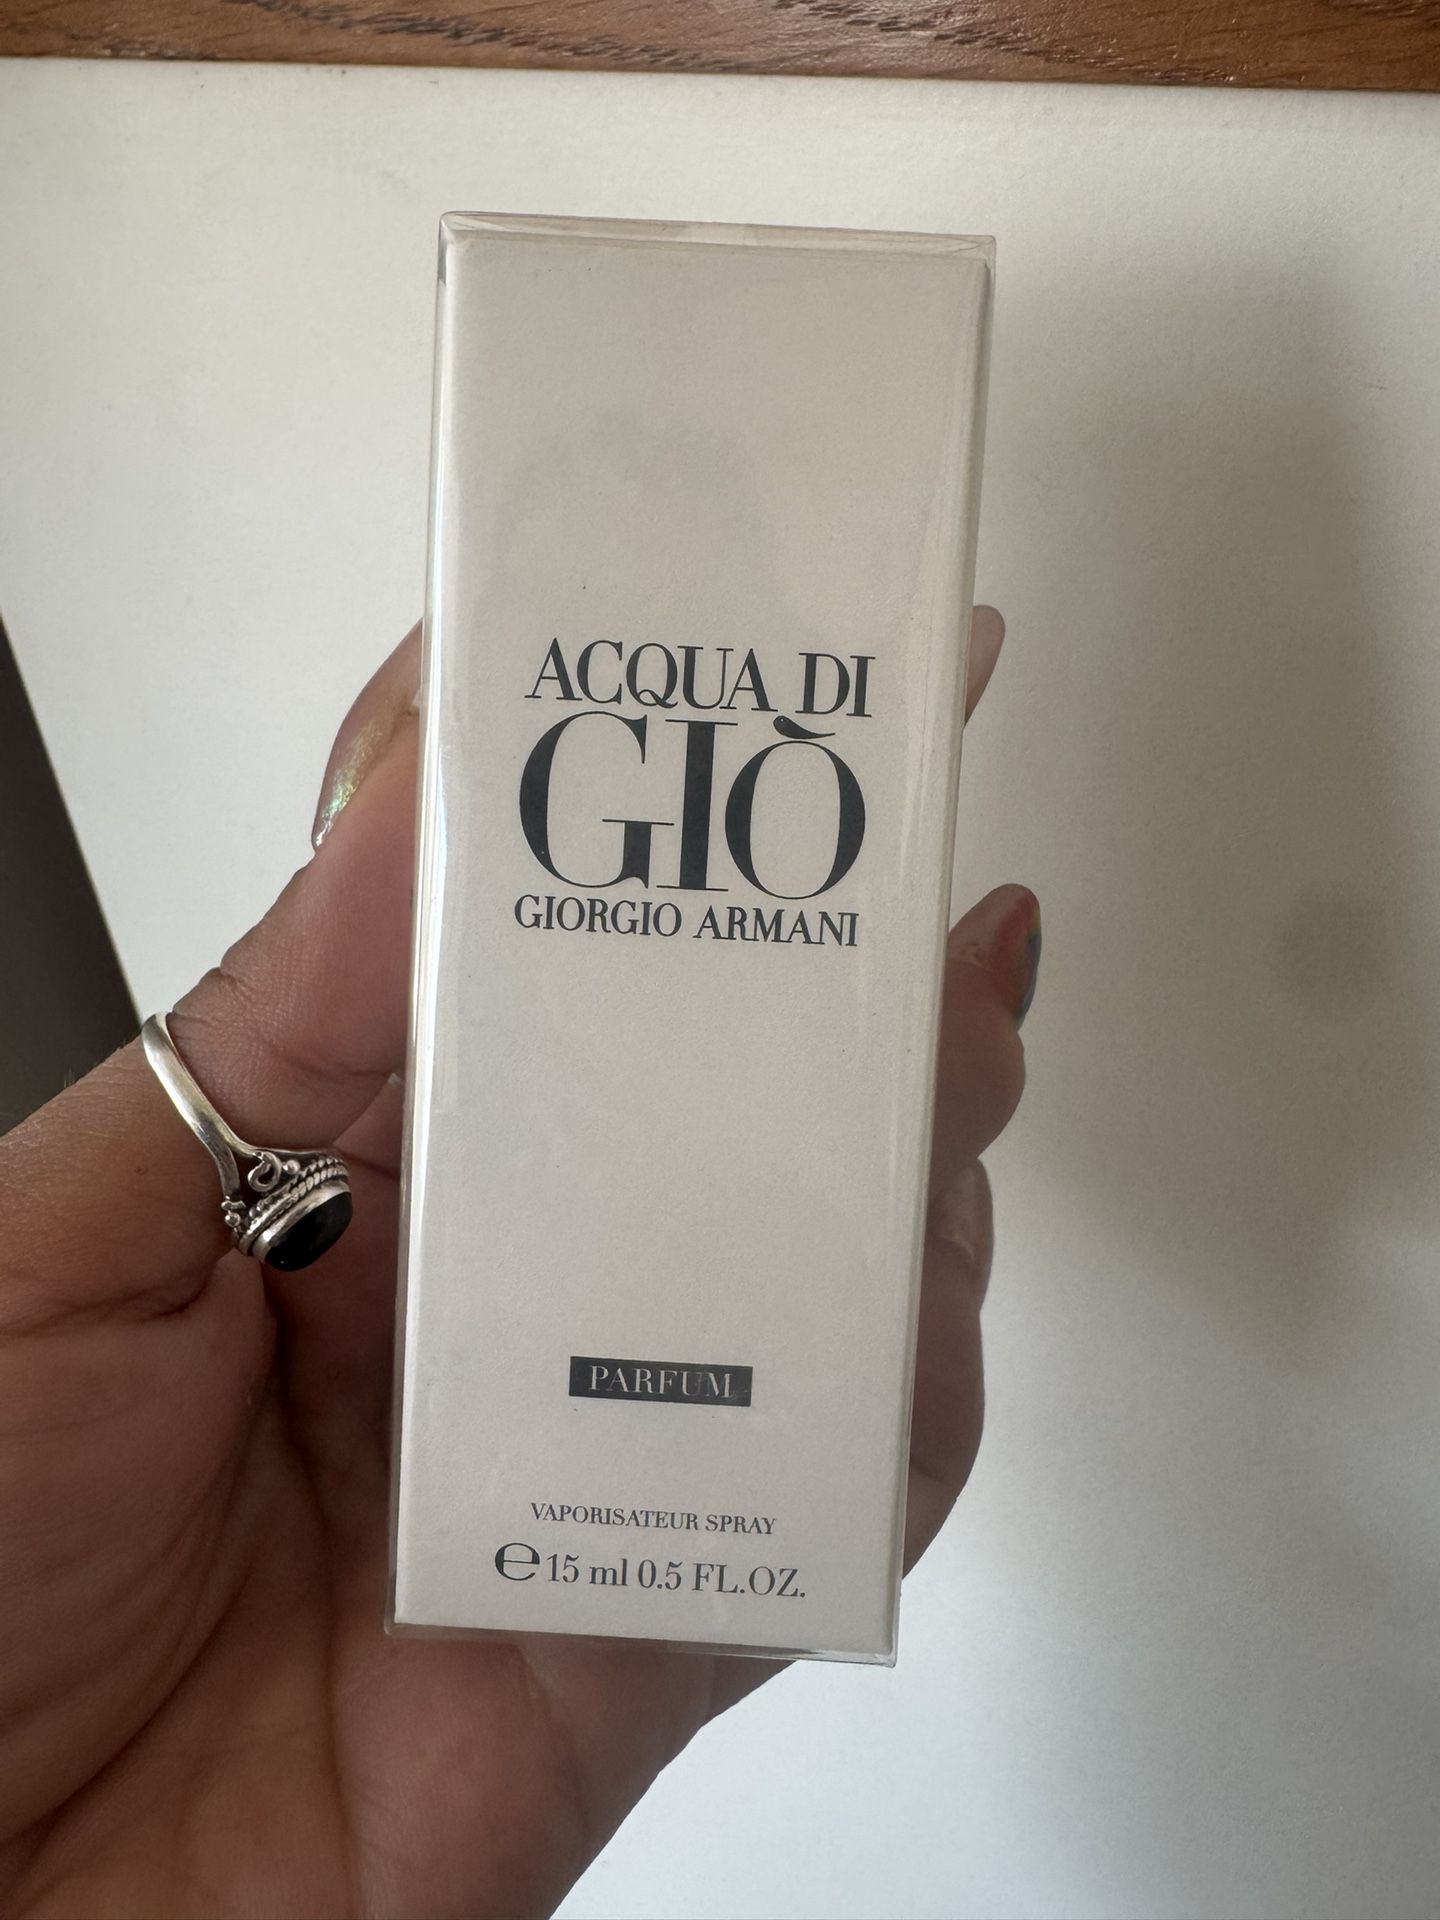 ACQUA DI
GIÒ
GIORGIO ARMANI
PARFUM
VAPORISATEUR SPRAY
℮ 15 ml 0.5 FL.OZ.